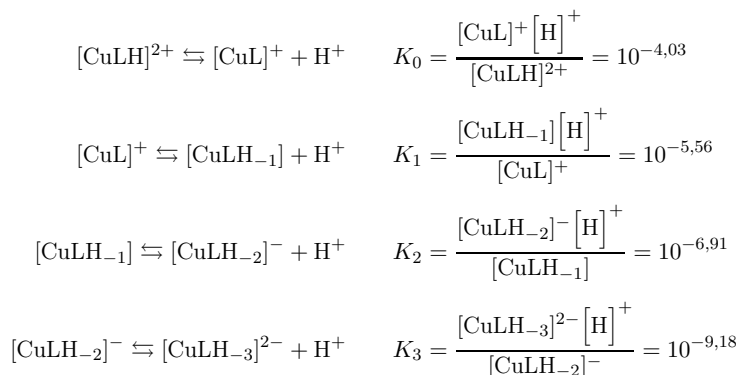 [CuLH]²⁺ ⇆ [CuL]⁺ + H⁺ K₀ = [CuL]⁺[H]⁺ / [CuLH]²⁺ = 10⁻⁴,⁰³
[CuL]⁺ ⇆ [CuLH₋₁] + H⁺ K₁ = [CuLH₋₁][H]⁺ / [CuL]⁺ = 10⁻⁵,⁵⁶
[CuLH₋₁] ⇆ [CuLH₋₂]⁻ + H⁺ K₂ = [CuLH₋₂]⁻[H]⁺ / [CuLH₋₁] = 10⁻⁶,⁹¹
[CuLH₋₂]⁻ ⇆ [CuLH₋₃]²⁻ + H⁺ K₃ = [CuLH₋₃]²⁻[H]⁺ / [CuLH₋₂]⁻ = 10⁻⁹,¹⁸